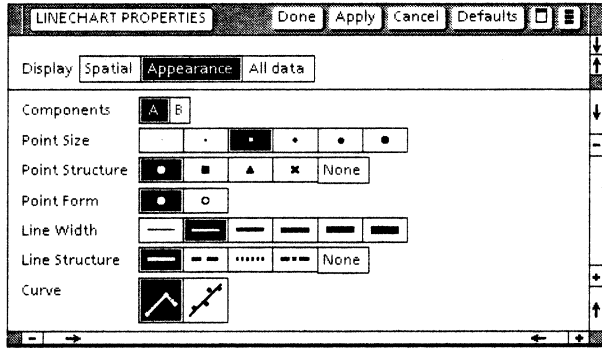 LINECHART PROPERTIES Done Apply Cancel Defaults
Display Spatial Appearance All data
Components A B
Point Size
Point Structure None
Point Form
Line Width
Line Structure None
Curve